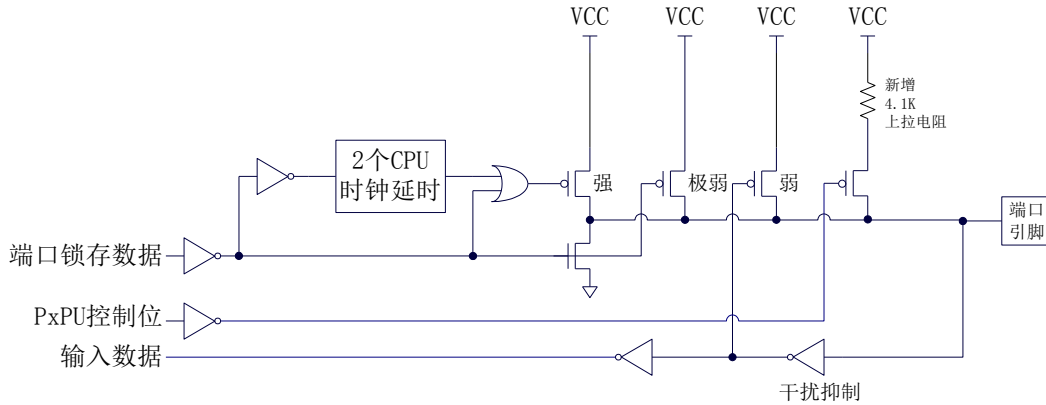 VCC
VCC
VCC
VCC
新增
4.1K
上拉电阻
2个CPU
时钟延时
强
极弱
弱
端口
引脚
端口锁存数据
PxPU控制位
输入数据
干扰抑制